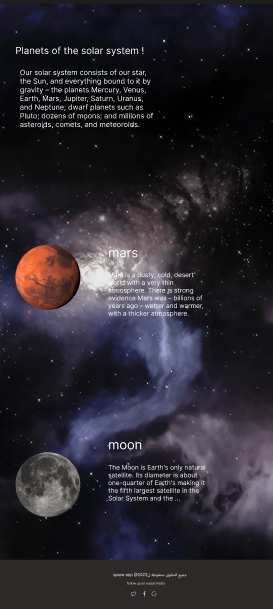 Planets of the solar system !
Our solar system consists of our star,
the Sun, and everything bound to it by
gravity – the planets Mercury, Venus,
Earth, Mars, Jupiter, Saturn, Uranus,
and Neptune; dwarf planets such as
Pluto; dozens of moons; and millions of
asteroids, comets, and meteoroids.
mars
Mars is a dusty, cold, desert
world with a very thin
atmosphere. There is strong
evidence Mars was – billions of
years ago – wetter and warmer,
with a thicker atmosphere.
moon
The Moon is Earth's only natural
satellite. Its diameter is about
one-quarter of Earth's making it
the fifth largest satellite in the
Solar System and the ...
space app @2021 جميع الحقوق محفوظة ل
follow us on social media